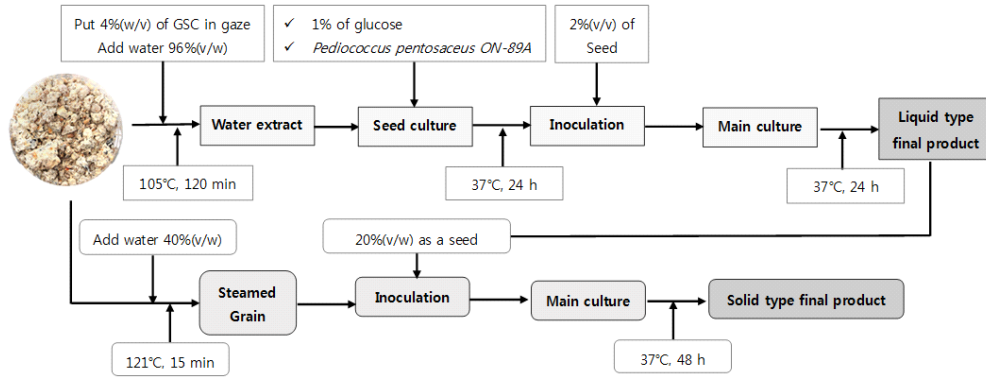 Put 4%(w/v) of GSC in gaze
Add water 96%(v/w)
✓ 1% of glucose
✓ Pediococcus pentosaceus ON-89A
2%(v/v) of
Seed
Water extract
Seed culture
Inoculation
Main culture
Liquid type
final product
105℃, 120 min
37℃, 24 h
37℃, 24 h
Add water 40%(v/w)
20%(v/w) as a seed
Steamed
Grain
Inoculation
Main culture
Solid type final product
121℃, 15 min
37℃, 48 h